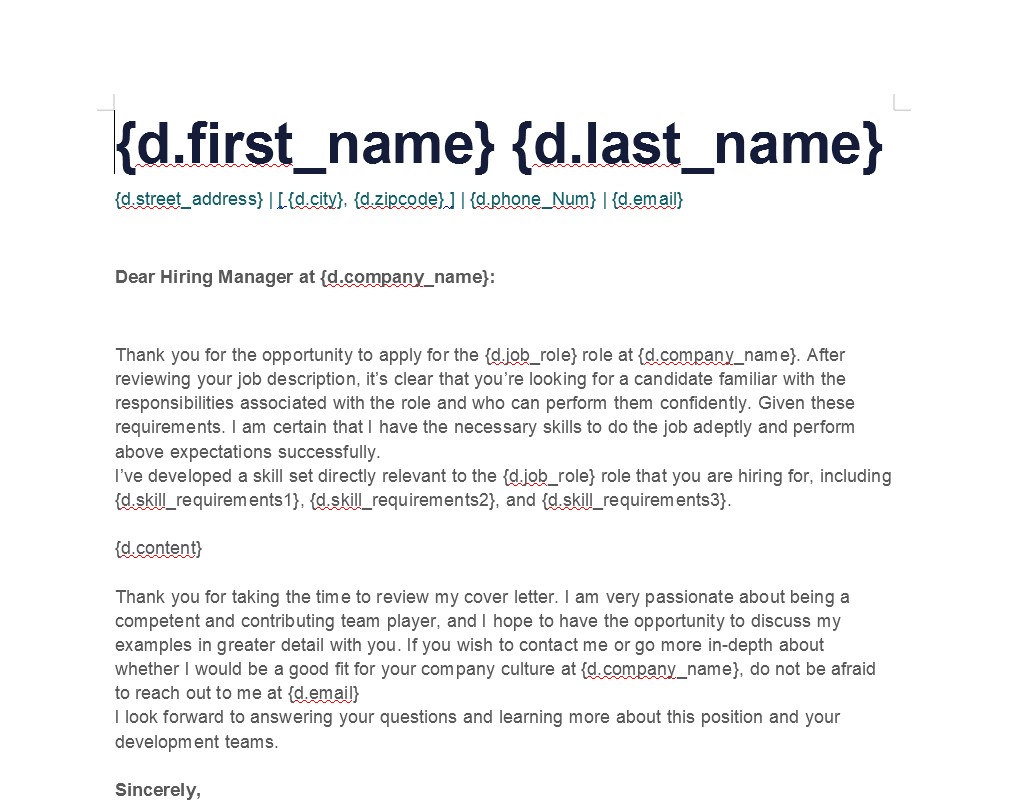 {d.first_name} {d.last_name}
{d.street_address} | [ {d.city}, {d.zipcode} ] | {d.phone_Num} | {d.email}
Dear Hiring Manager at {d.company_name}:
Thank you for the opportunity to apply for the {d.job_role} role at {d.company_name}. After
reviewing your job description, it’s clear that you’re looking for a candidate familiar with the
responsibilities associated with the role and who can perform them confidently. Given these
requirements. I am certain that I have the necessary skills to do the job adeptly and perform
above expectations successfully.
I’ve developed a skill set directly relevant to the {d.job_role} role that you are hiring for, including
{d.skill_requirements1}, {d.skill_requirements2}, and {d.skill_requirements3}.
{d.content}
Thank you for taking the time to review my cover letter. I am very passionate about being a
competent and contributing team player, and I hope to have the opportunity to discuss my
examples in greater detail with you. If you wish to contact me or go more in-depth about
whether I would be a good fit for your company culture at {d.company_name}, do not be afraid
to reach out to me at {d.email}
I look forward to answering your questions and learning more about this position and your
development teams.
Sincerely,